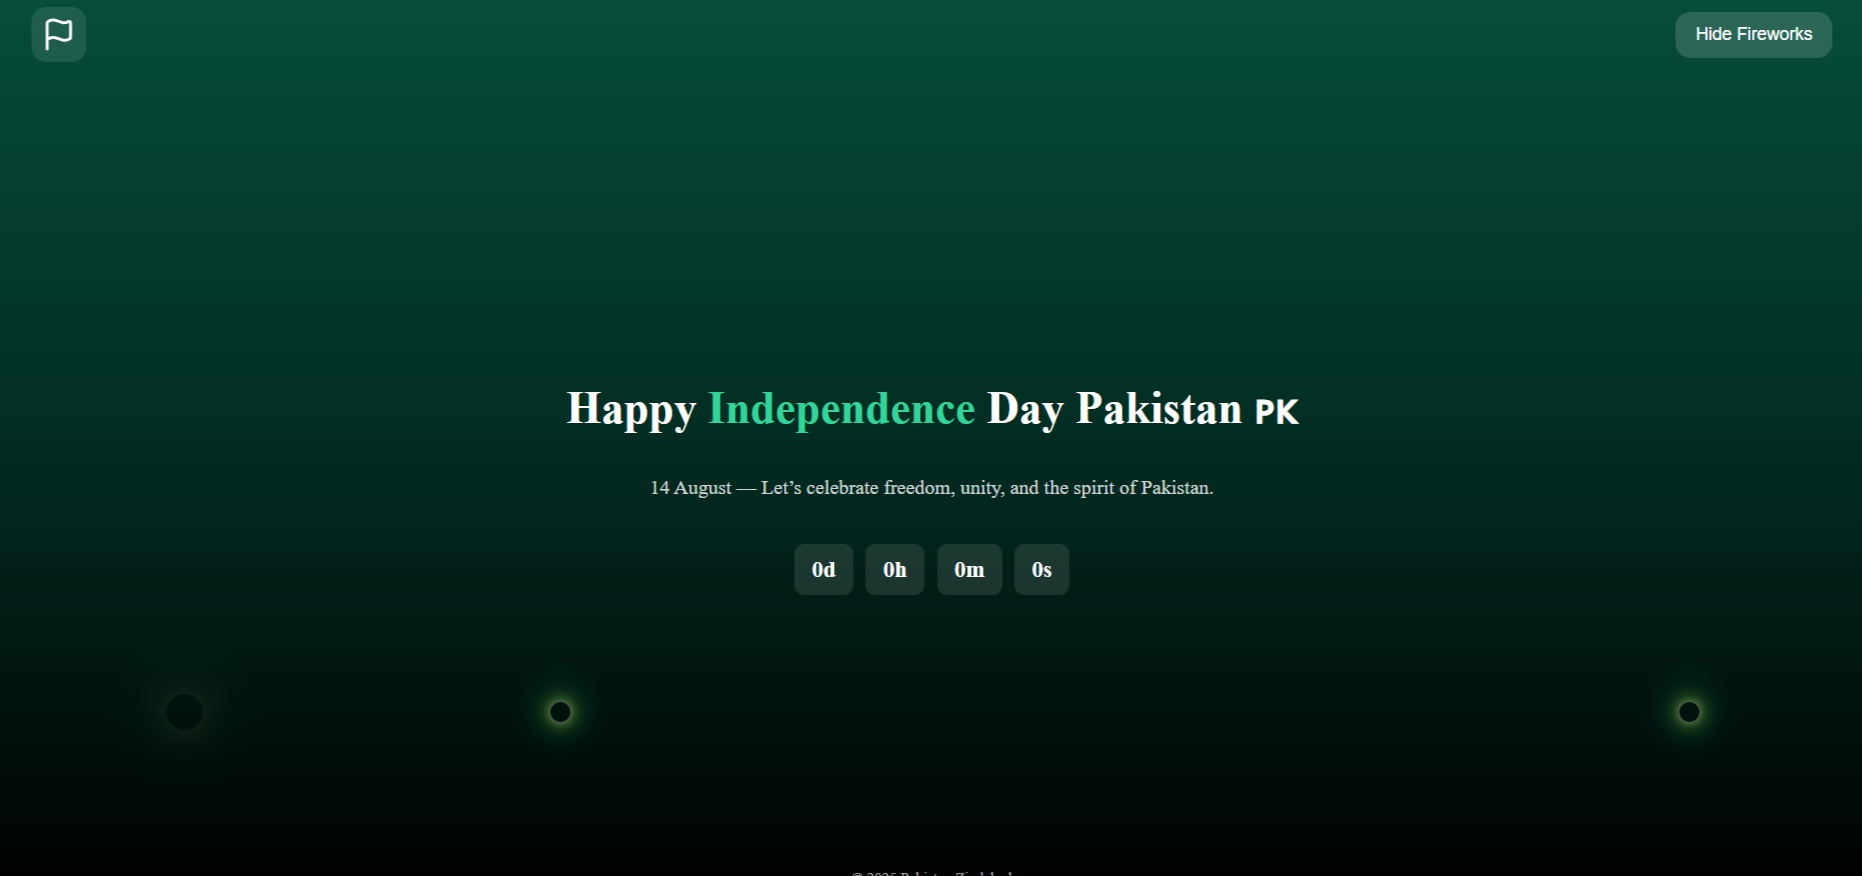 Hide Fireworks
Happy Independence Day Pakistan PK
14 August — Let’s celebrate freedom, unity, and the spirit of Pakistan.
0d 0h 0m 0s